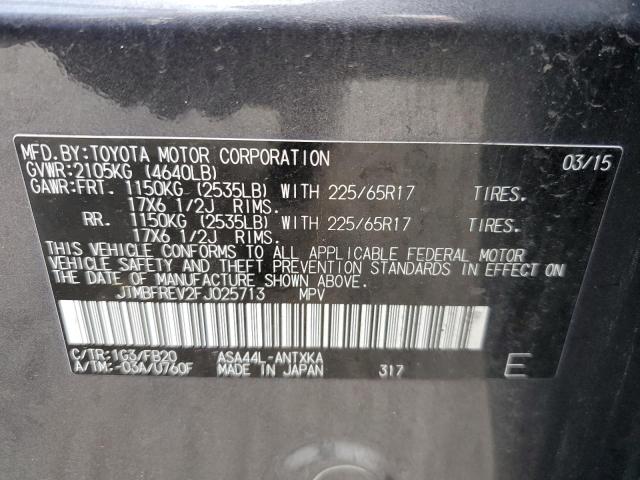 MFD.BY:TOYOTA MOTOR CORPORATION 03/15
GVWR:2105KG (4640LB)
GAWR:FRT. 1150KG (2535LB) WITH 225/65R17 TIRES.
17X6 1/2J RIMS.
RR. 1150KG (2535LB) WITH 225/65R17 TIRES.
17X6 1/2J RIMS.
THIS VEHICLE CONFORMS TO ALL APPLICABLE FEDERAL MOTOR
VEHICLE SAFETY AND THEFT PREVENTION STANDARDS IN EFFECT ON
THE DATE OF MANUFACTURE SHOWN ABOVE.
JTMBFREV2FJ025713 MPV
C/TR:1G3/FB20 ASA44L-ANTXKA
A/TM:-03A/U760F MADE IN JAPAN 317 E